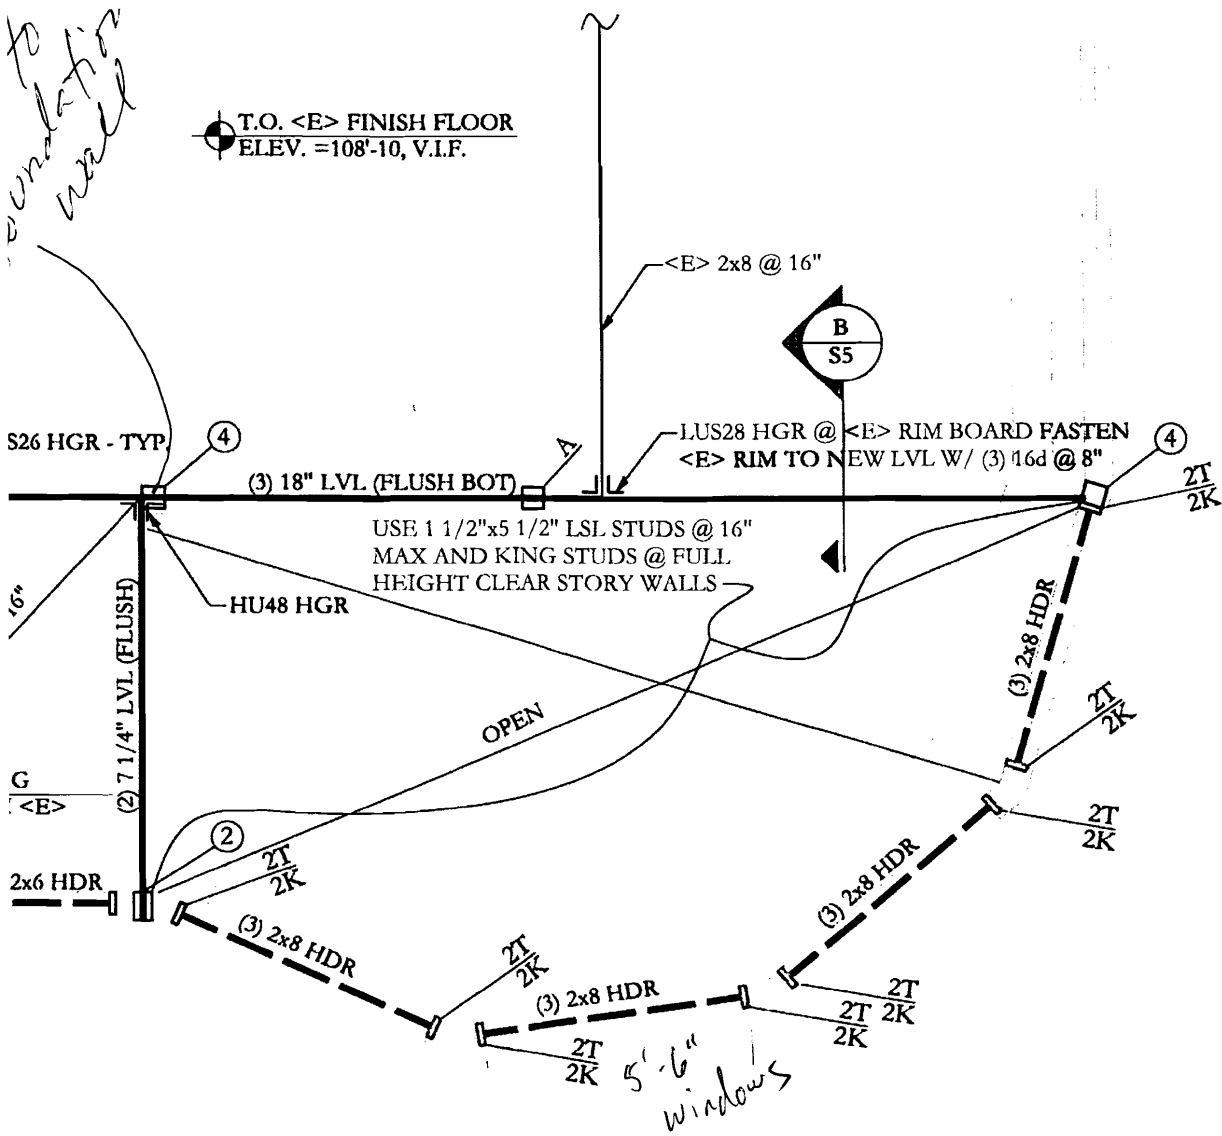 to
foundation
wall
T.O. <E> FINISH FLOOR
ELEV. =108'-10, V.I.F.
<E> 2x8 @ 16"
B
S5
S26 HGR - TYP.
4
A
LUS28 HGR @ <E> RIM BOARD FASTEN
<E> RIM TO NEW LVL W/ (3) 16d @ 8"
4
2T
2K
(3) 18" LVL (FLUSH BOT)
USE 1 1/2"x5 1/2" LSL STUDS @ 16"
MAX AND KING STUDS @ FULL
HEIGHT CLEAR STORY WALLS
16"
HU48 HGR
(2) 7 1/4" LVL (FLUSH)
(3) 2x8 HDR
OPEN
2T
2K
G
<E>
2
2T
2K
2T
2K
2x6 HDR
(3) 2x8 HDR
(3) 2x8 HDR
2T
2K
(3) 2x8 HDR
2T
2K
2T
2K
2T
2K
5'-6"
windows